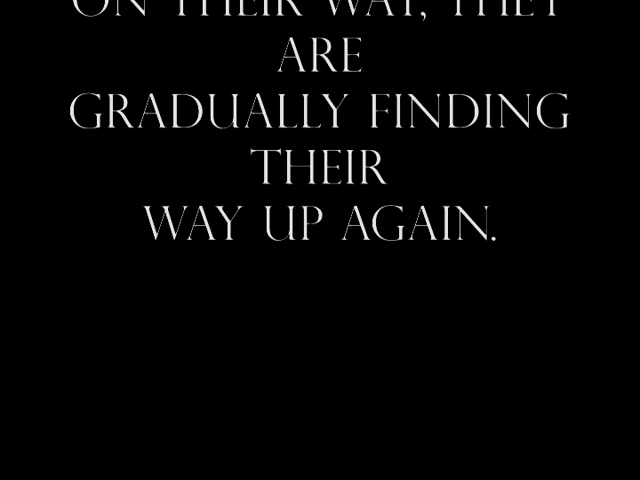 ON THEIR WAY, THEY
ARE
GRADUALLY FINDING
THEIR
WAY UP AGAIN.